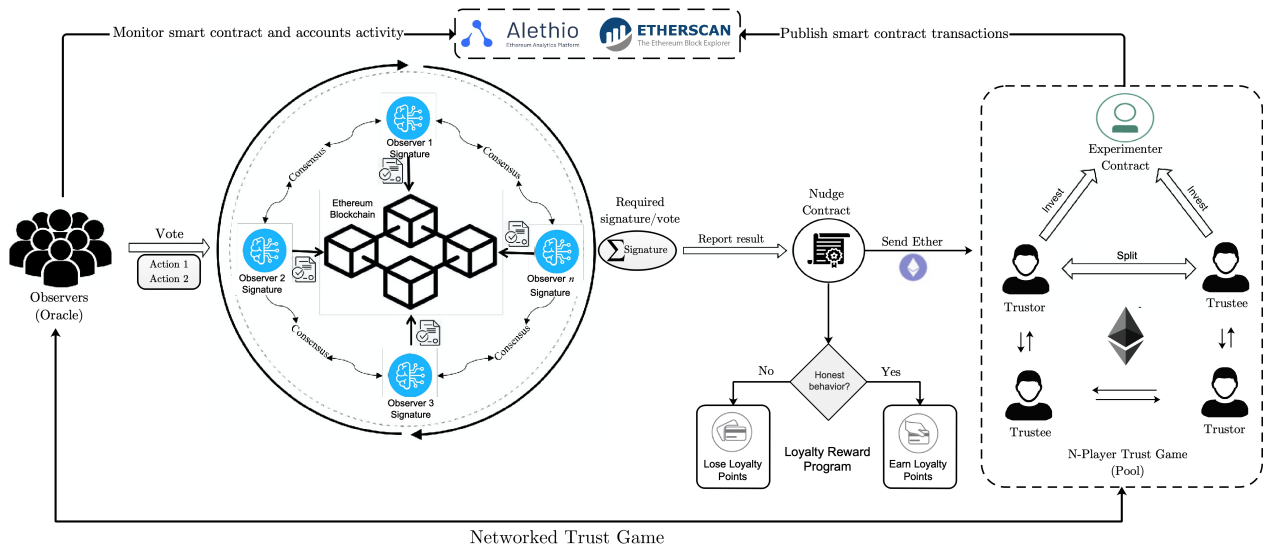 Monitor smart contract and accounts activity
Alethio
Ethereum Analytics Platform
ETHERSCAN
The Ethereum Block Explorer
Publish smart contract transactions
Observers
(Oracle)
Vote
Action 1
Action 2
Observer 1
Signature
Consensus
Consensus
Ethereum
Blockchain
Observer 2
Signature
Observer n
Signature
Consensus
Consensus
Observer 3
Signature
Required
signature/vote
∑Signature
Report result
Nudge
Contract
Send Ether
Honest
behavior?
No
Yes
Lose Loyalty
Points
Loyalty Reward
Program
Earn Loyalty
Points
Experimenter
Contract
Invest
Invest
Split
Trustor
Trustee
Trustee
Trustor
N-Player Trust Game
(Pool)
Networked Trust Game